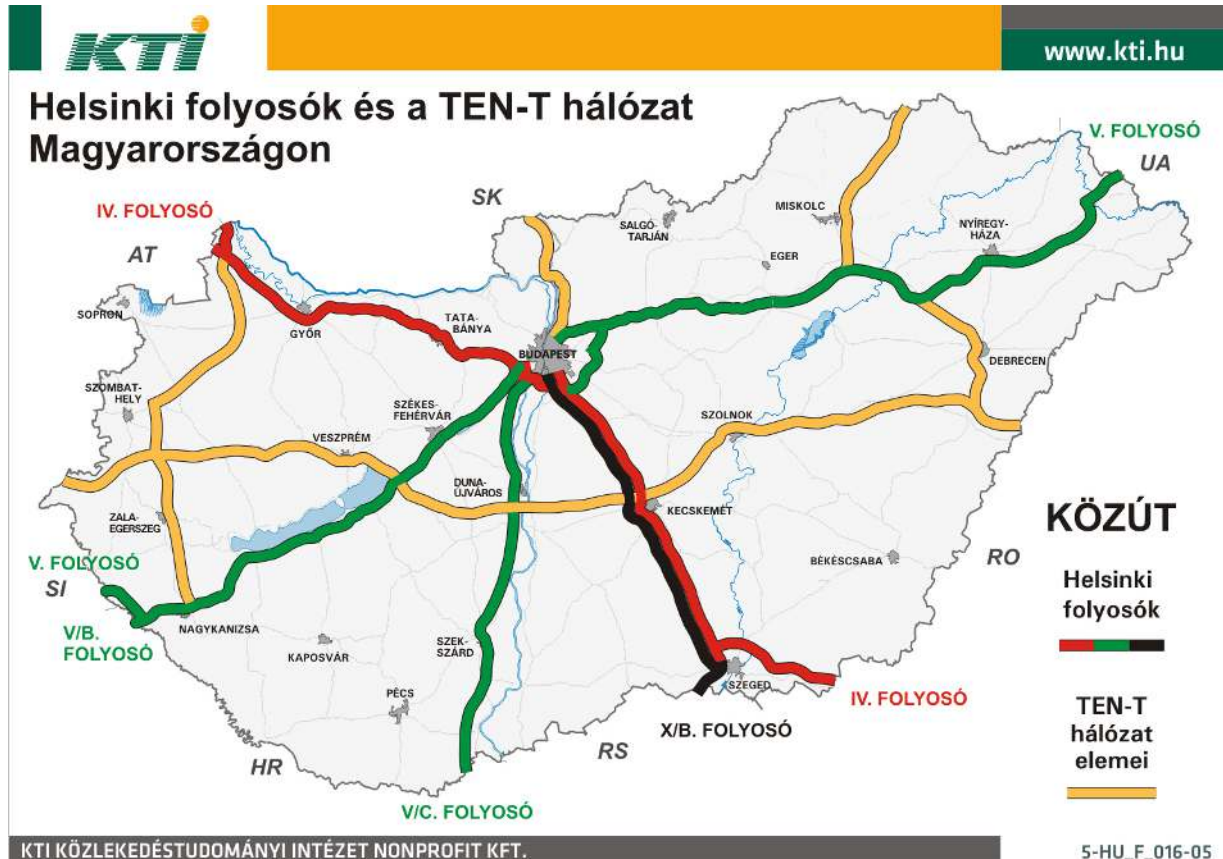 KTI
www.kti.hu
Helsinki folyosók és a TEN-T hálózat
Magyarországon
V. FOLYOSÓ
UA
SK
IV. FOLYOSÓ
AT
MISKOLC
SALGÓ-
TARJÁN
NYÍREGY-
HÁZA
EGER
SOPRON
GYŐR
TATA-
BÁNYA
BUDAPEST
DEBRECEN
SZOMBAT-
HELY
SZÉKES-
FEHÉRVÁR
SZOLNOK
VESZPRÉM
DUNA-
ÚJVÁROS
KECSKEMÉT
ZALA-
EGERSZEG
KÖZÚT
BÉKÉSCSABA
RO
V. FOLYOSÓ
SI
Helsinki
folyosók
V/B.
FOLYOSÓ
NAGYKANIZSA
KAPOSVÁR
SZEK-
SZÁRD
PÉCS
SZEGED
IV. FOLYOSÓ
TEN-T
hálózat
elemei
X/B. FOLYOSÓ
RS
HR
V/C. FOLYOSÓ
KTI KÖZLEKEDÉSTUDOMÁNYI INTÉZET NONPROFIT KFT.
5-HU_F_016-05